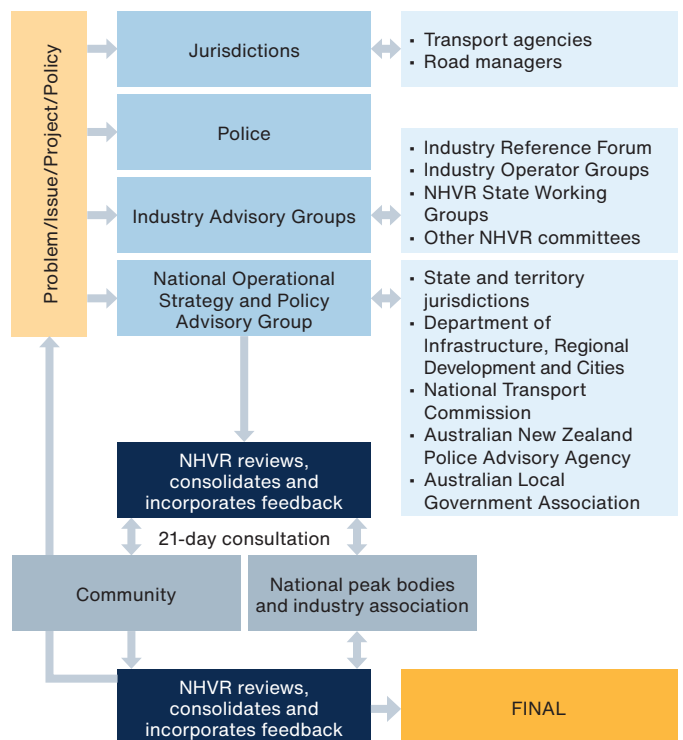 Problem/Issue/Project/Policy
Jurisdictions
▪ Transport agencies
▪ Road managers
Police
Industry Advisory Groups
▪ Industry Reference Forum
▪ Industry Operator Groups
▪ NHVR State Working
Groups
▪ Other NHVR committees
National Operational
Strategy and Policy
Advisory Group
▪ State and territory
jurisdictions
▪ Department of
Infrastructure, Regional
Development and Cities
▪ National Transport
Commission
▪ Australian New Zealand
Police Advisory Agency
▪ Australian Local
Government Association
NHVR reviews,
consolidates and
incorporates feedback
21-day consultation
Community
National peak bodies
and industry association
NHVR reviews,
consolidates and
incorporates feedback
FINAL